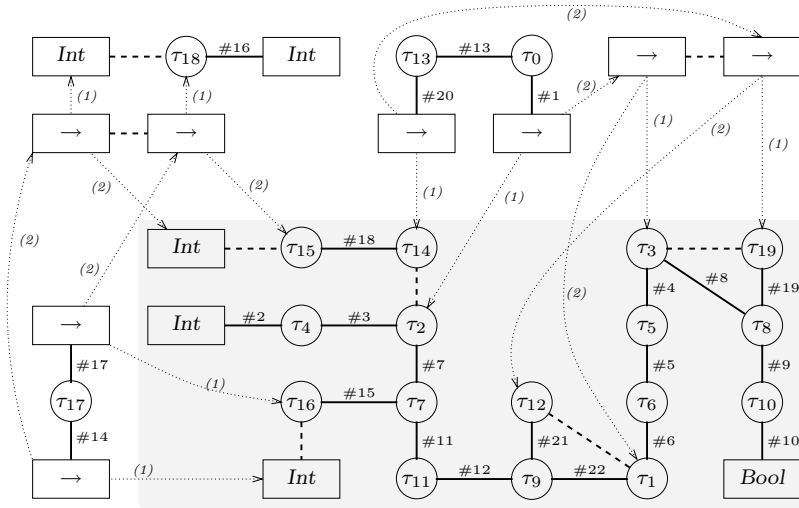 (2)
Int τ18 #16 Int τ13 #13 τ0 → →
(1) (1) #20 #1 (2) (1) (2) (1)
→ → → →
(2) (2) (2) (1) (1)
Int τ15 #18 τ14 τ3 τ19
(2) #4 #8 #19
(2)
→ Int #2 τ4 #3 τ2 τ5 τ8
#17 (1) #7 #5 #9
τ17 τ16 #15 τ7 τ12 τ6 τ10
#14 #11 #21 #6 #10
→ (1) Int τ11 #12 τ9 #22 τ1 Bool